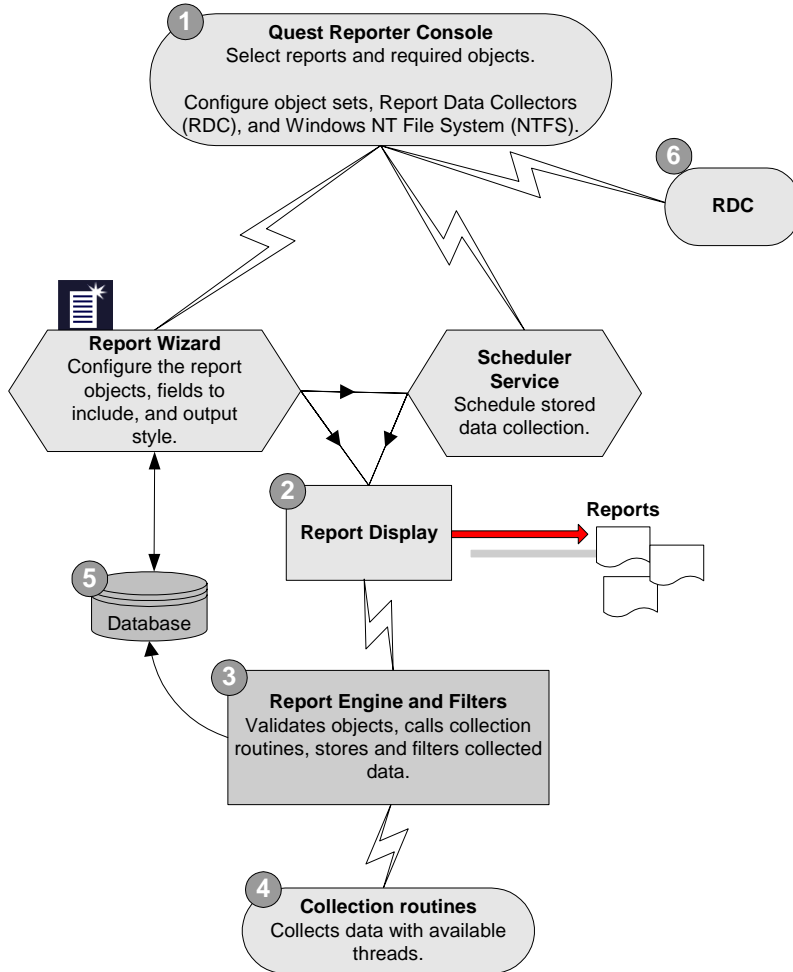 1
Quest Reporter Console
Select reports and required objects.
Configure object sets, Report Data Collectors
(RDC), and Windows NT File System (NTFS).
6
RDC
Report Wizard
Configure the report
objects, fields to
include, and output
style.
Scheduler
Service
Schedule stored
data collection.
2
Report Display
Reports
5
Database
3
Report Engine and Filters
Validates objects, calls collection
routines, stores and filters collected
data.
4
Collection routines
Collects data with available
threads.